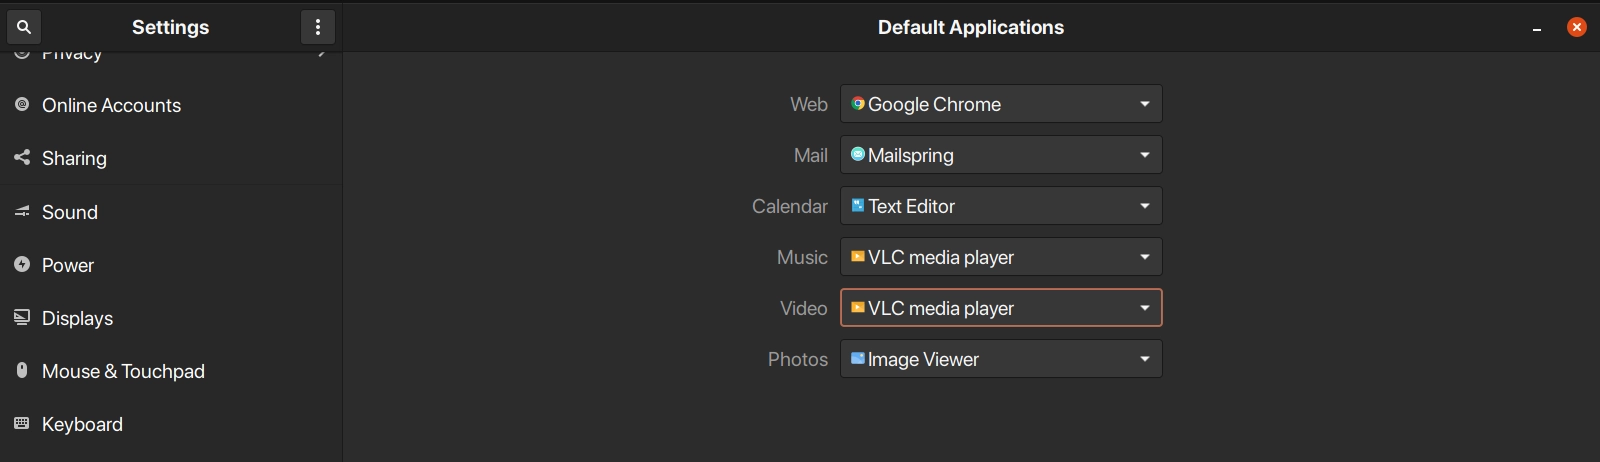 Settings
Default Applications
Privacy
Online Accounts
Sharing
Sound
Power
Displays
Mouse & Touchpad
Keyboard
Web Google Chrome
Mail Mailspring
Calendar Text Editor
Music VLC media player
Video VLC media player
Photos Image Viewer